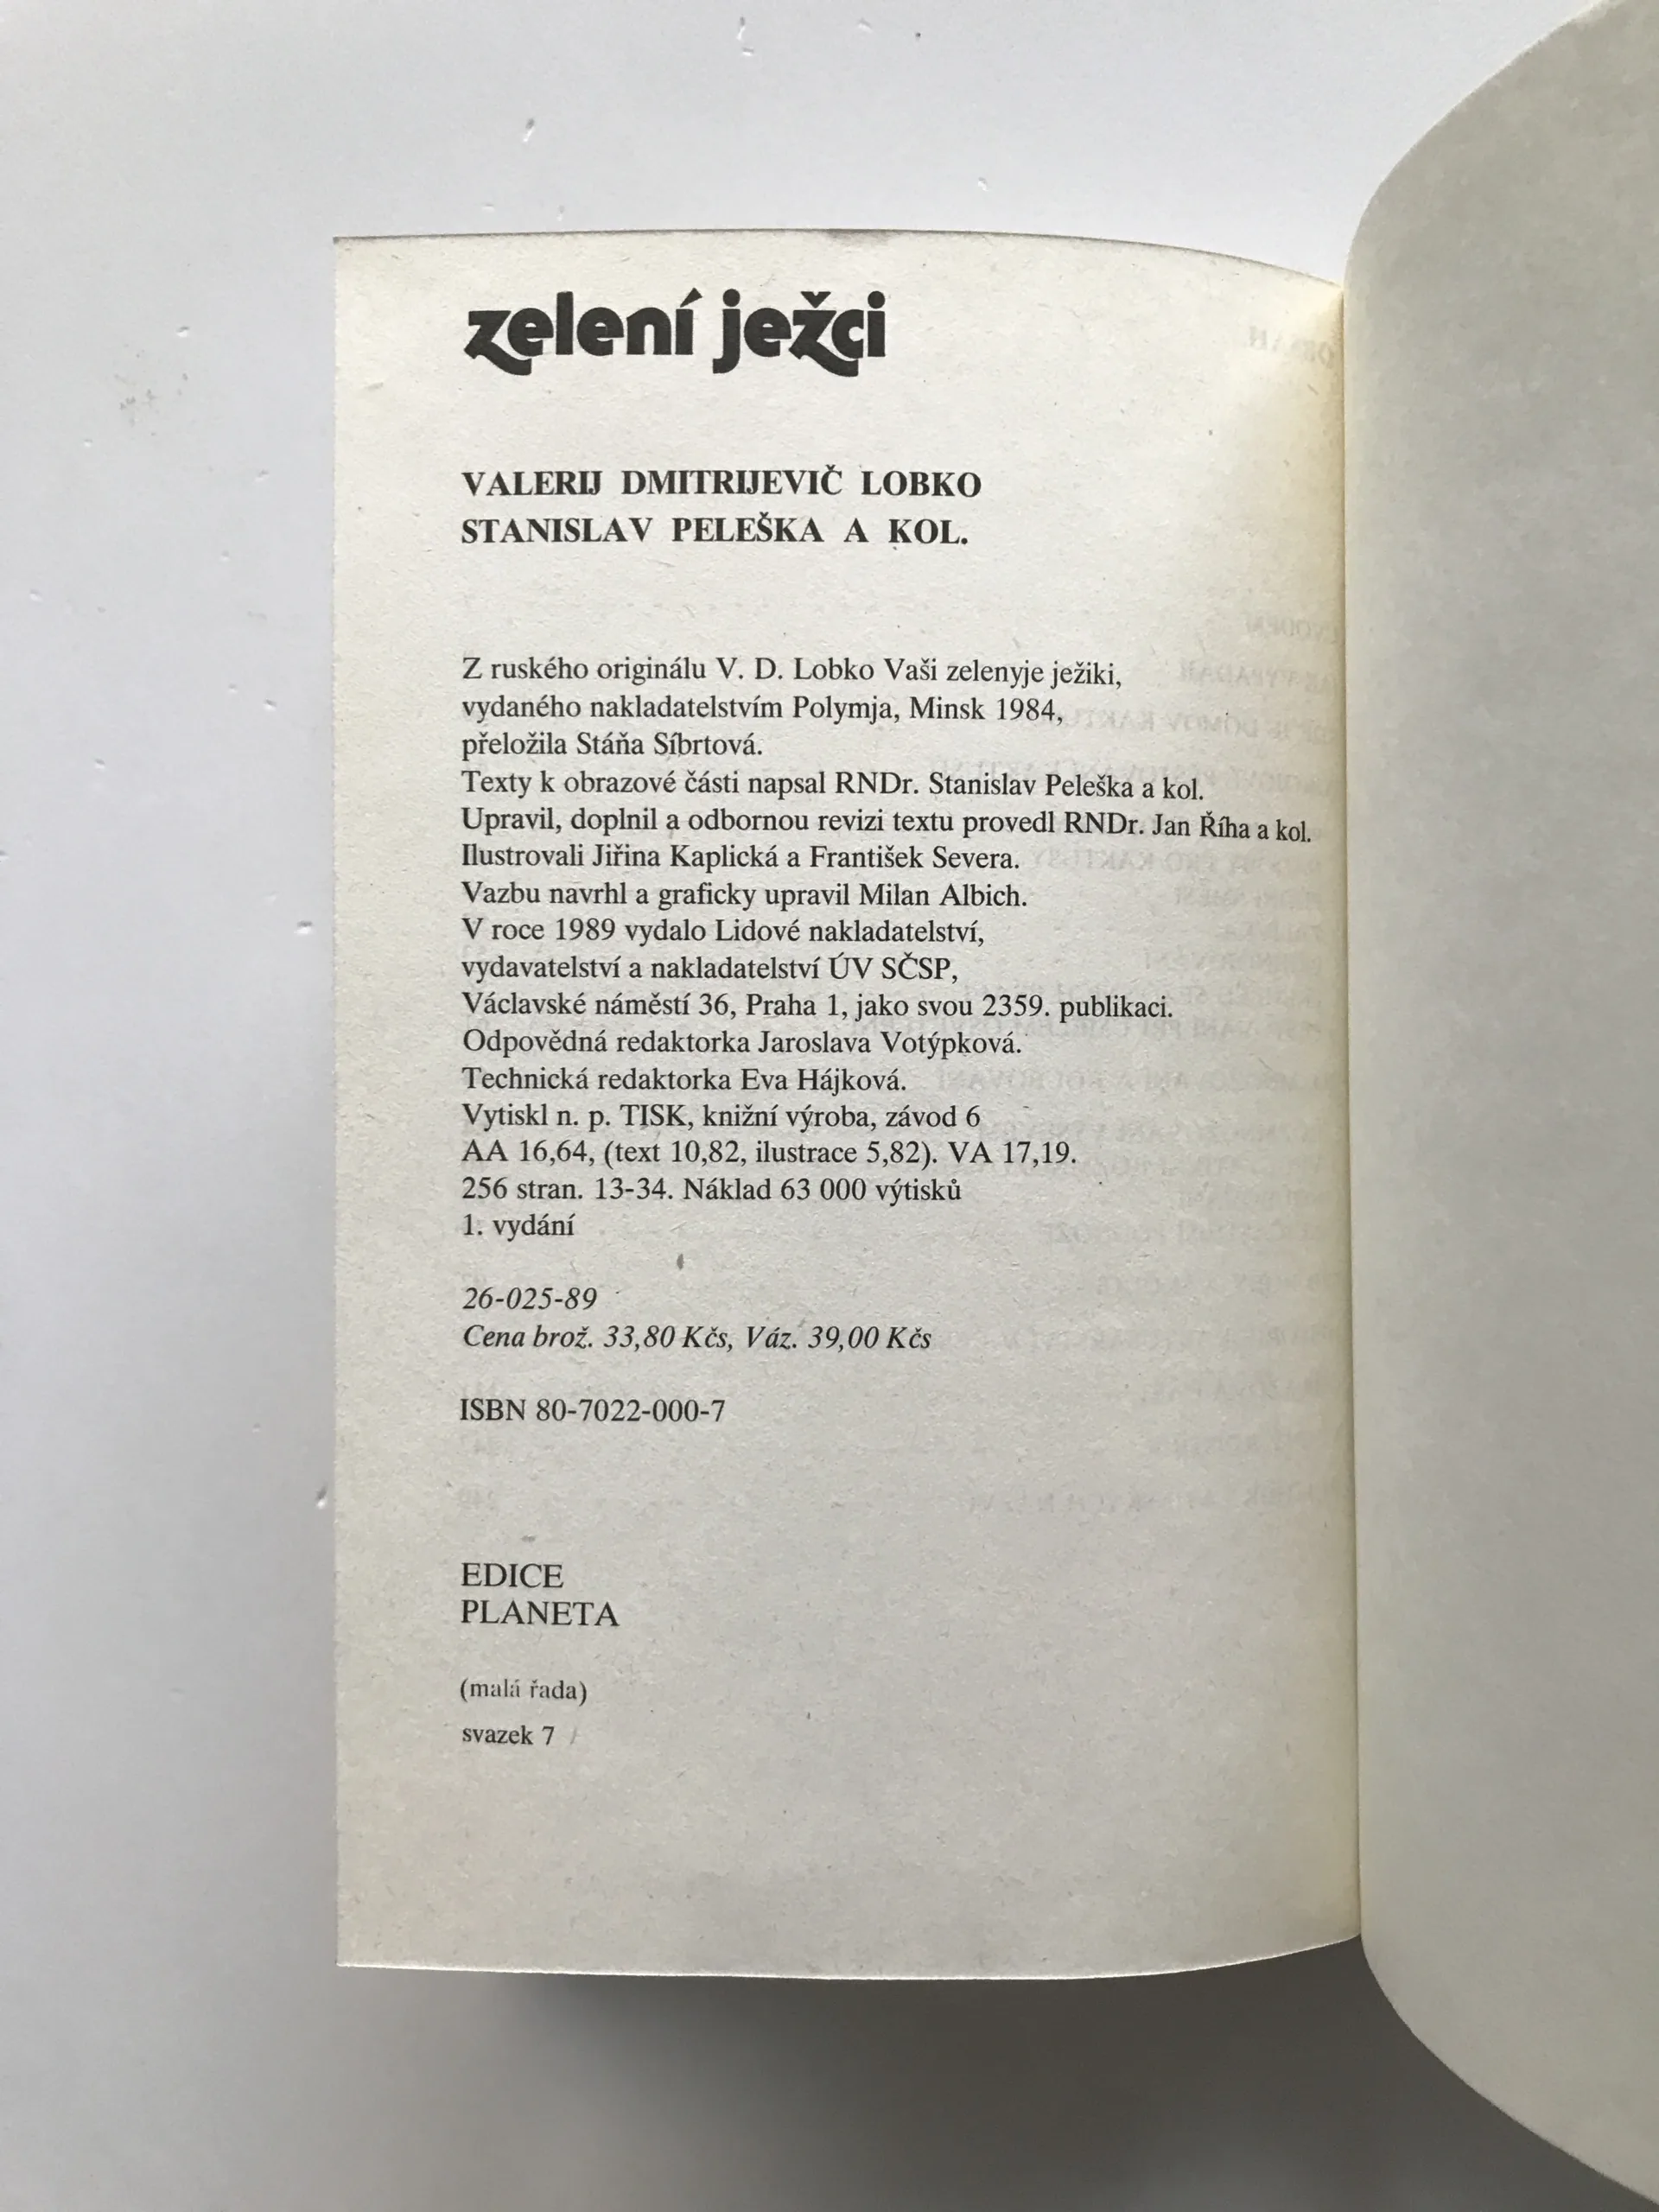 zelení ježci
VALERIJ DMITRIJEVIČ LOBKO
STANISLAV PELEŠKA A KOL.
Z ruského originálu V. D. Lobko Vaši zelenyje ježiki,
vydaného nakladatelstvím Polymja, Minsk 1984,
přeložila Stáňa Síbrtová.
Texty k obrazové části napsal RNDr. Stanislav Peleška a kol.
Upravil, doplnil a odbornou revizi textu provedl RNDr. Jan Říha a kol.
Ilustrovali Jiřina Kaplická a František Severa.
Vazbu navrhl a graficky upravil Milan Albich.
V roce 1989 vydalo Lidové nakladatelství,
vydavatelství a nakladatelství ÚV SČSP,
Václavské náměstí 36, Praha 1, jako svou 2359. publikaci.
Odpovědná redaktorka Jaroslava Votýpková.
Technická redaktorka Eva Hájková.
Vytiskl n. p. TISK, knižní výroba, závod 6
AA 16,64, (text 10,82, ilustrace 5,82). VA 17,19.
256 stran. 13-34. Náklad 63 000 výtisků
1. vydání
26-025-89
Cena brož. 33,80 Kčs, Váz. 39,00 Kčs
ISBN 80-7022-000-7
EDICE
PLANETA
(malá řada)
svazek 7